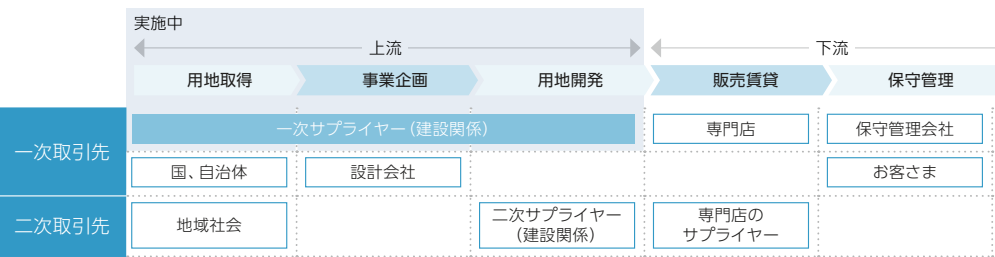 実施中
上流
下流
用地取得
事業企画
用地開発
販売賃貸
保守管理
一次取引先
一次サプライヤー（建設関係）
専門店
保守管理会社
国、自治体
設計会社
お客さま
二次取引先
地域社会
二次サプライヤー
（建設関係）
専門店の
サプライヤー